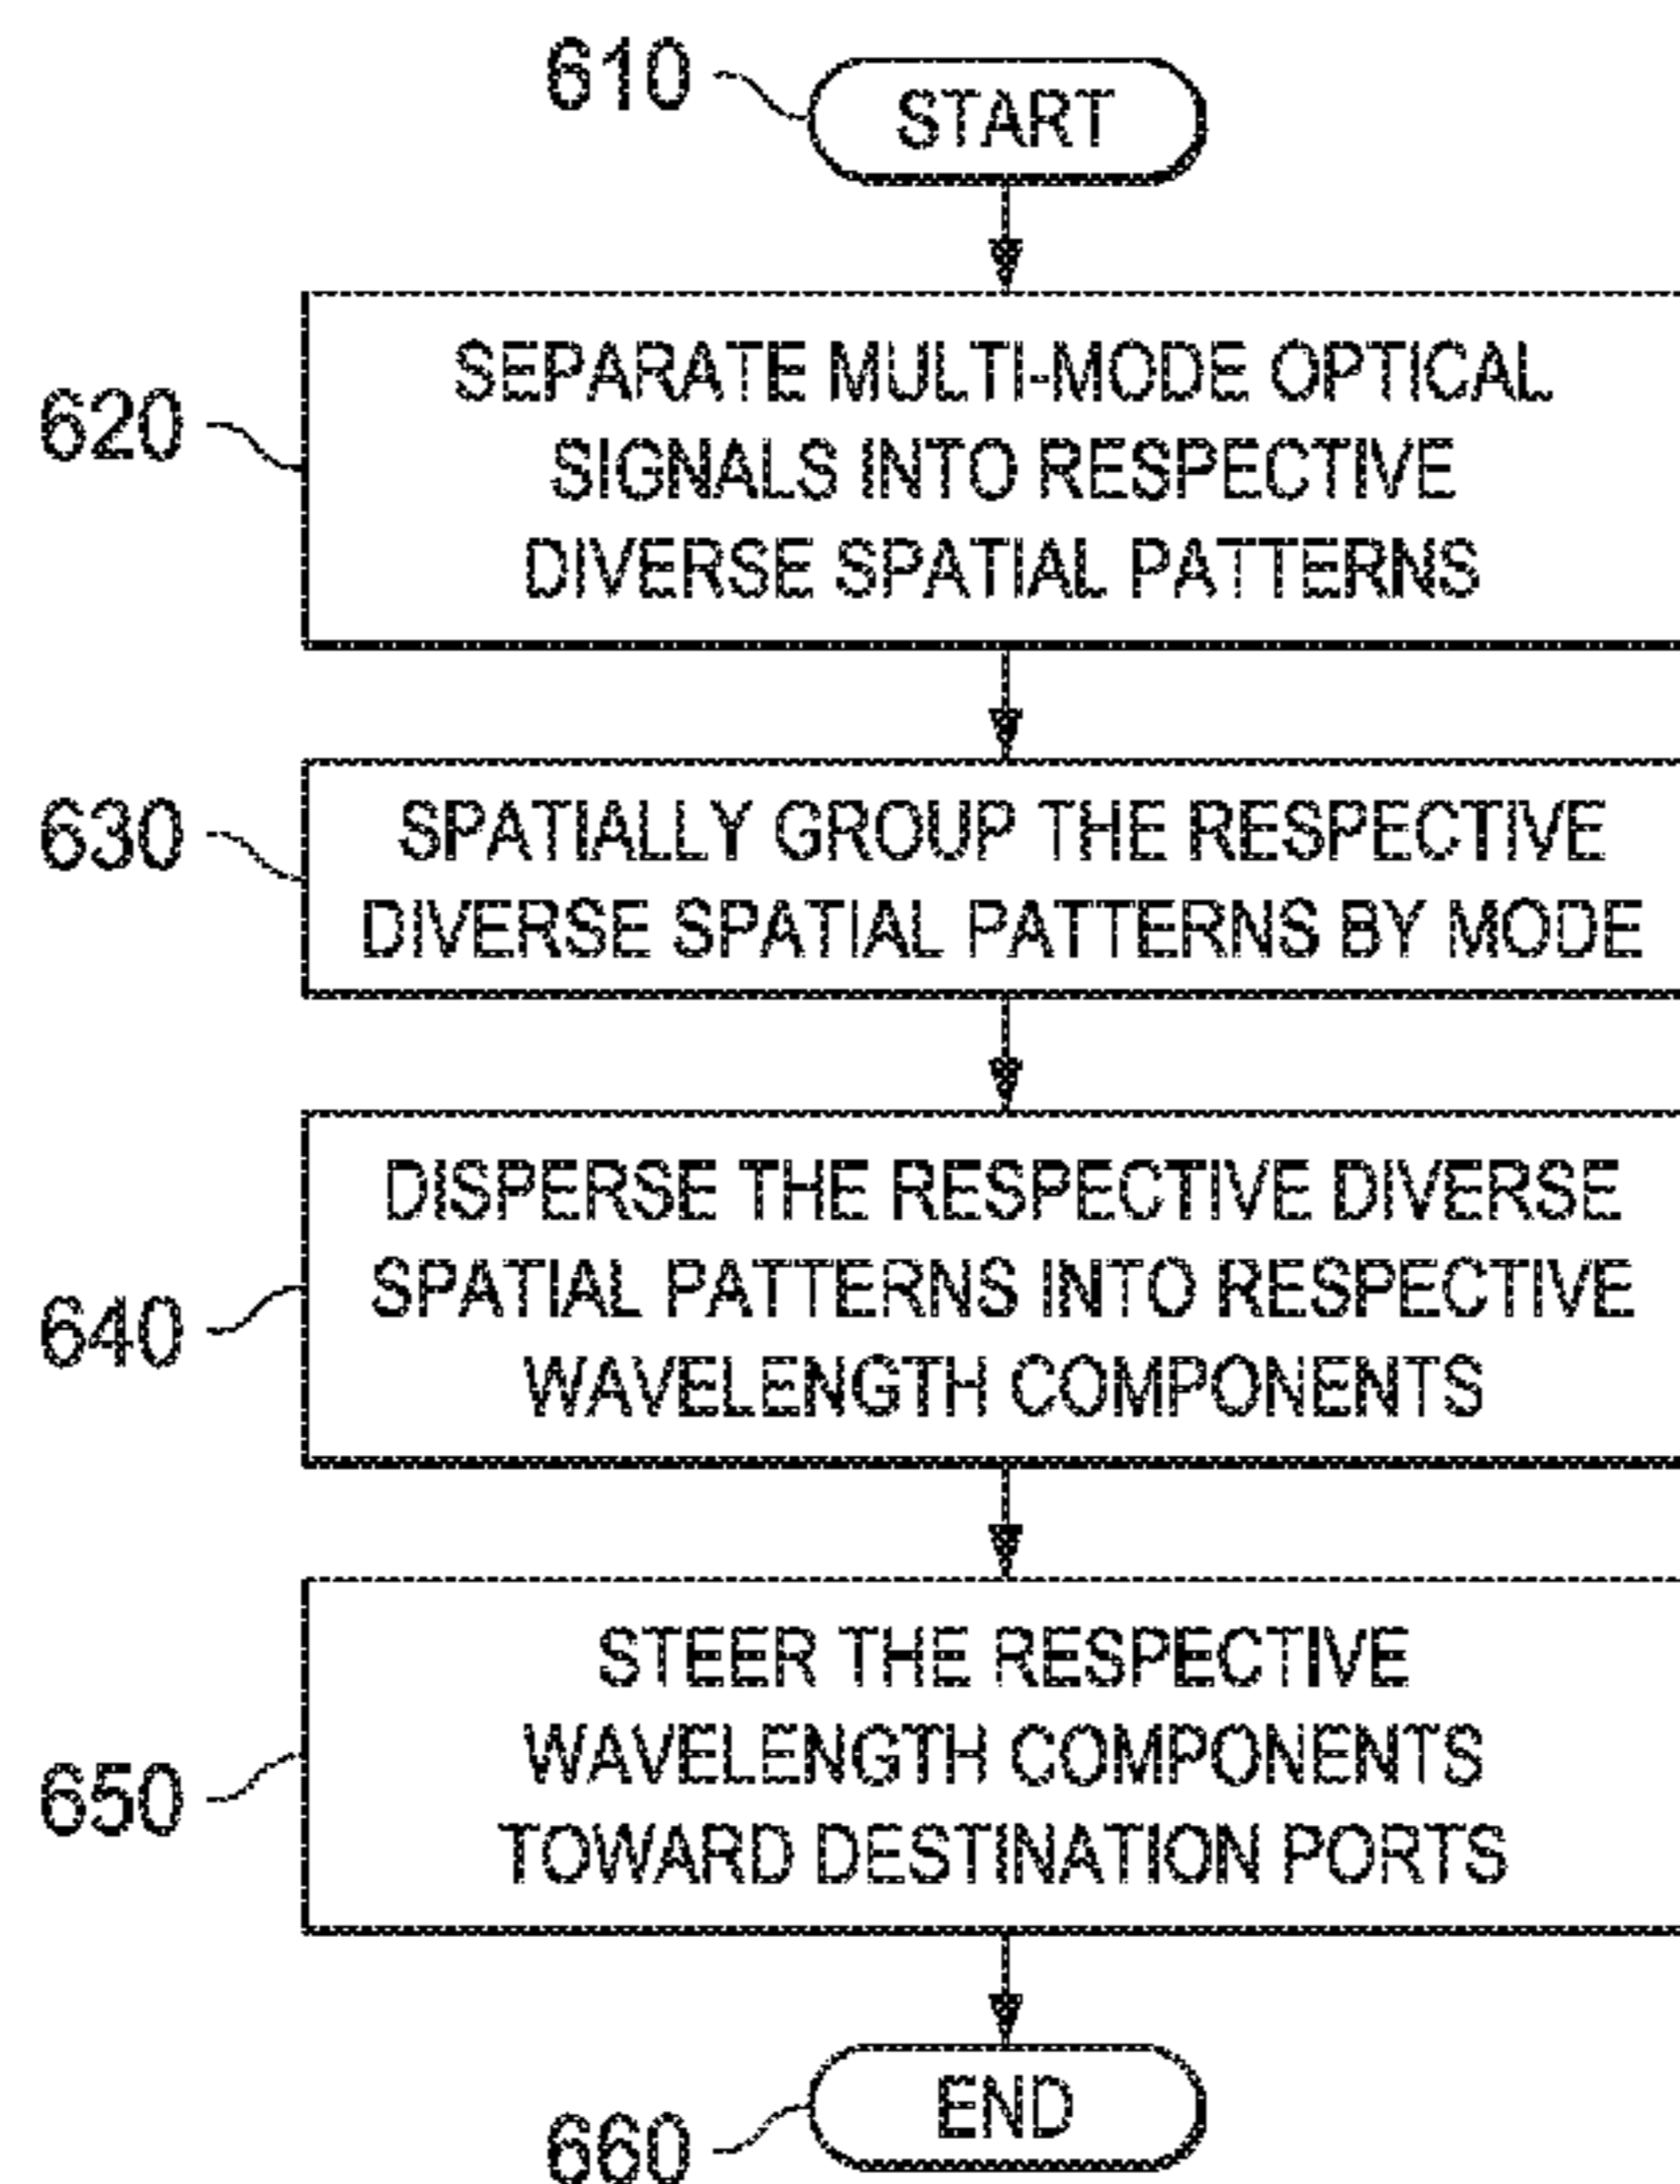 610
START
620
SEPARATE MULTI-MODE OPTICAL
SIGNALS INTO RESPECTIVE
DIVERSE SPATIAL PATTERNS
630
SPATIALLY GROUP THE RESPECTIVE
DIVERSE SPATIAL PATTERNS BY MODE
640
DISPERSE THE RESPECTIVE DIVERSE
SPATIAL PATTERNS INTO RESPECTIVE
WAVELENGTH COMPONENTS
650
STEER THE RESPECTIVE
WAVELENGTH COMPONENTS
TOWARD DESTINATION PORTS
660
END